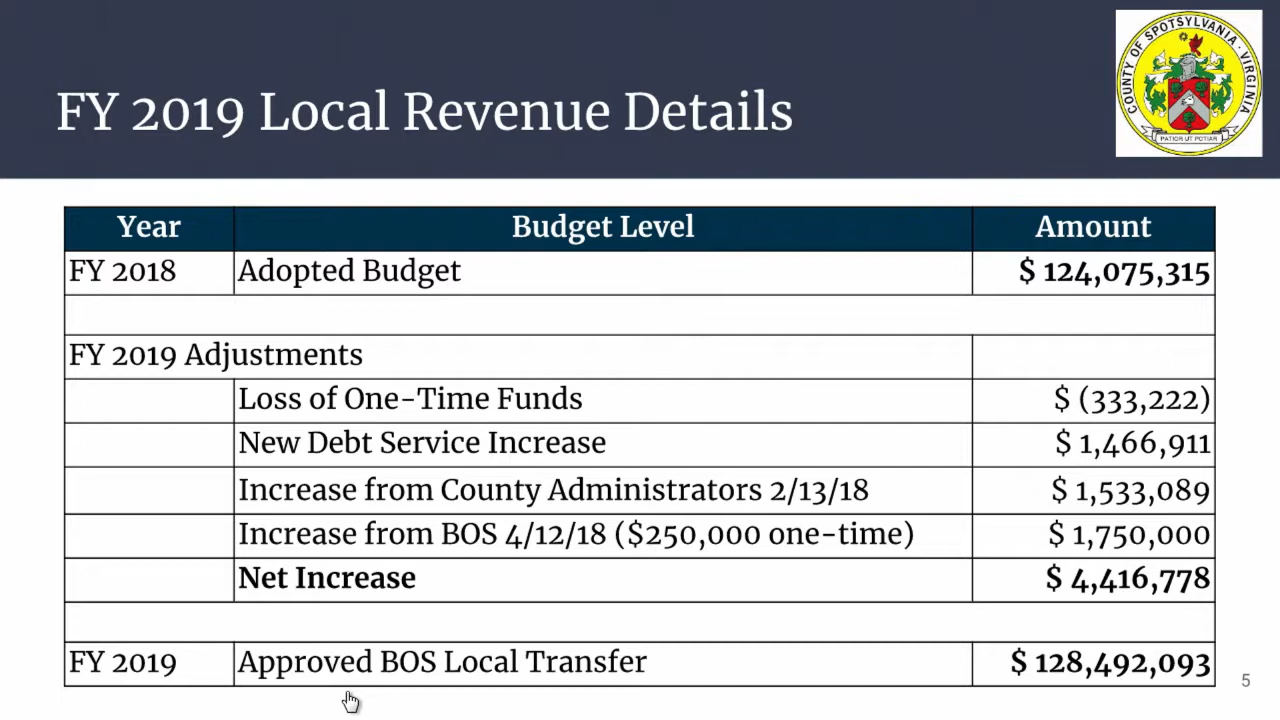 COUNTY OF SPOTSYLVANIA · VIRGINIA
PATIOR UT POTIAR
FY 2019 Local Revenue Details
Year Budget Level Amount
FY 2018 Adopted Budget $ 124,075,315
FY 2019 Adjustments
Loss of One-Time Funds $ (333,222)
New Debt Service Increase $ 1,466,911
Increase from County Administrators 2/13/18 $ 1,533,089
Increase from BOS 4/12/18 ($250,000 one-time) $ 1,750,000
Net Increase $ 4,416,778
FY 2019 Approved BOS Local Transfer $ 128,492,093
5